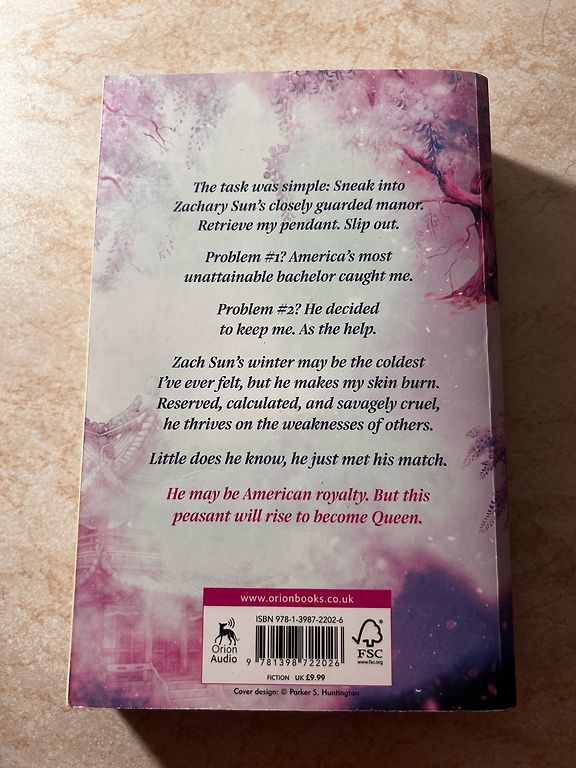 The task was simple: Sneak into
Zachary Sun's closely guarded manor.
Retrieve my pendant. Slip out.
Problem #1? America's most
unattainable bachelor caught me.
Problem #2? He decided
to keep me. As the help.
Zach Sun's winter may be the coldest
I've ever felt, but he makes my skin burn.
Reserved, calculated, and savagely cruel,
he thrives on the weaknesses of others.
Little does he know, he just met his match.
He may be American royalty. But this
peasant will rise to become Queen.
www.orionbooks.co.uk
ISBN 978-1-3987-2202-6
Orion
Audio
9 781398 722026
FSC
www.fsc.org
FICTION UK £9.99
Cover design: © Parker S. Huntington